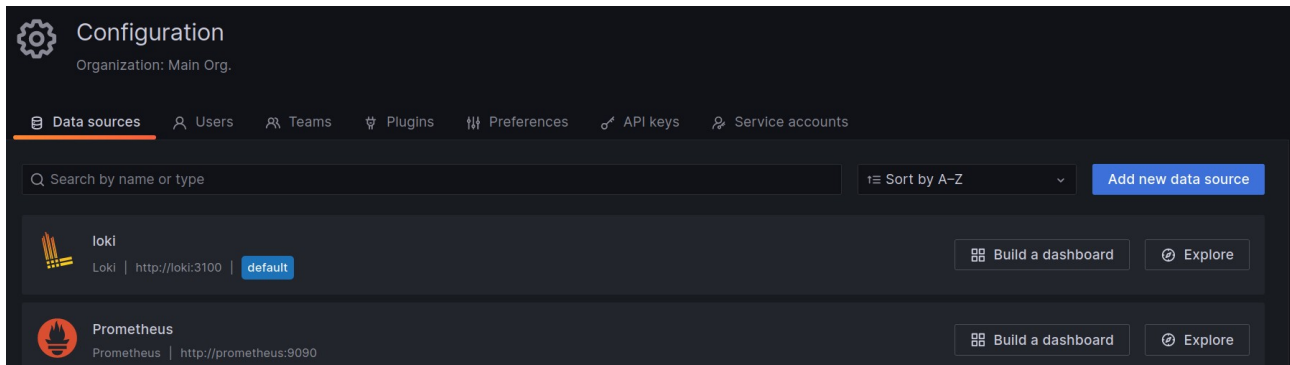 Configuration
Organization: Main Org.
Data sources Users Teams Plugins Preferences API keys Service accounts
Search by name or type Sort by A–Z Add new data source
loki
Loki | http://loki:3100 | default
Build a dashboard Explore
Prometheus
Prometheus | http://prometheus:9090
Build a dashboard Explore